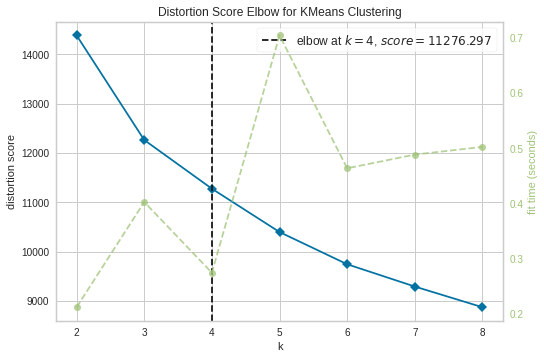 Distortion Score Elbow for KMeans Clustering
elbow at k = 4, score = 11276.297
14000
13000
12000
11000
10000
9000
distortion score
0.7
0.6
0.5
0.4
0.3
0.2
fit time (seconds)
2 3 4 5 6 7 8
k